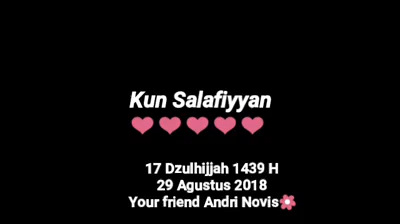 Kun Salafiyyan
❤❤❤❤❤
17 Dzulhijjah 1439 H
29 Agustus 2018
Your friend Andri Novis🌸